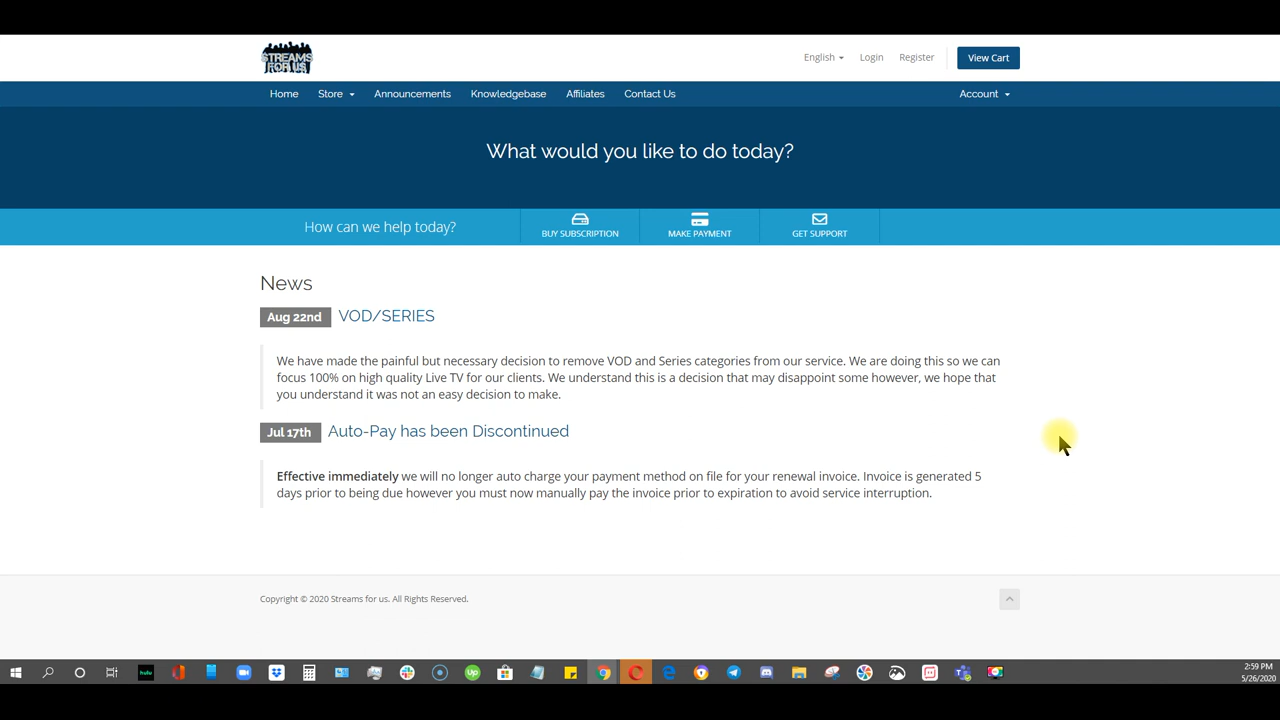 STREAMS
FOR US
English
Login
Register
View Cart
Home
Store
Announcements
Knowledgebase
Affiliates
Contact Us
Account
What would you like to do today?
How can we help today?
BUY SUBSCRIPTION
MAKE PAYMENT
GET SUPPORT
News
Aug 22nd VOD/SERIES
We have made the painful but necessary decision to remove VOD and Series categories from our service. We are doing this so we can
focus 100% on high quality Live TV for our clients. We understand this is a decision that may disappoint some however, we hope that
you understand it was not an easy decision to make.
Jul 17th Auto-Pay has been Discontinued
Effective immediately we will no longer auto charge your payment method on file for your renewal invoice. Invoice is generated 5
days prior to being due however you must now manually pay the invoice prior to expiration to avoid service interruption.
Copyright © 2020 Streams for us. All Rights Reserved.
hulu
Up
2:59 PM
5/26/2020